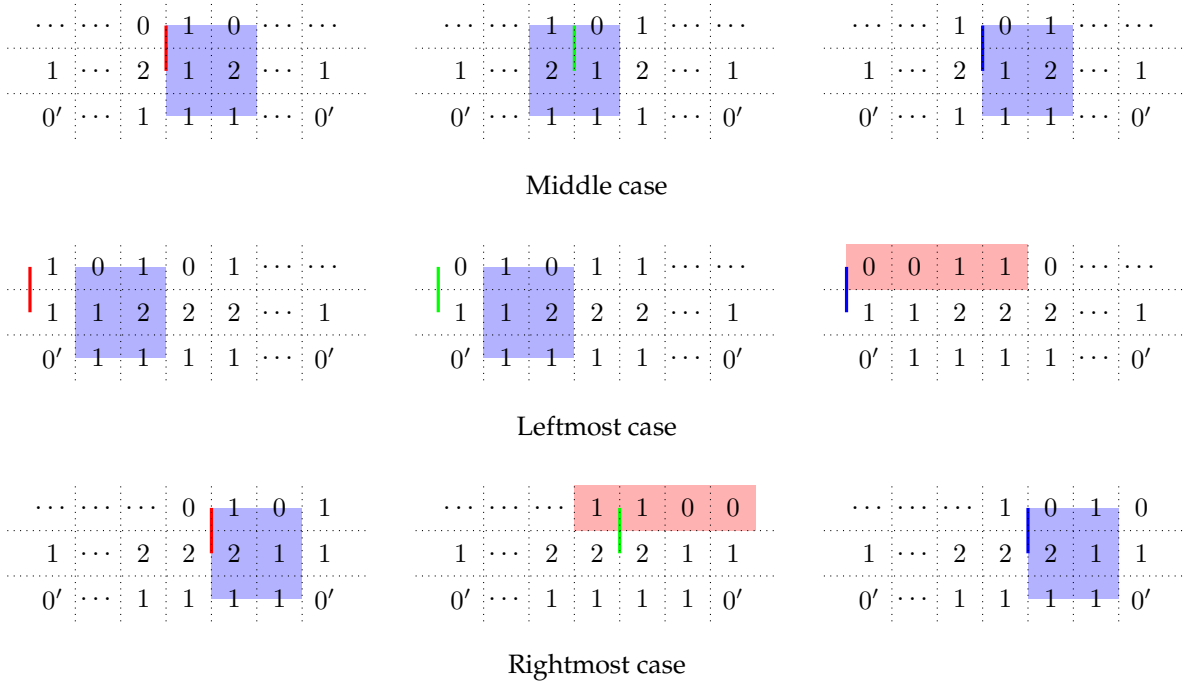 ⋯ ⋯ 0 1 0 ⋯ ⋯ ⋯ ⋯ 1 0 1 ⋯ ⋯ ⋯ ⋯ 1 0 1 ⋯ ⋯
1 ⋯ 2 1 2 ⋯ 1 1 ⋯ 2 1 2 ⋯ 1 1 ⋯ 2 1 2 ⋯ 1
0′ ⋯ 1 1 1 ⋯ 0′ 0′ ⋯ 1 1 1 ⋯ 0′ 0′ ⋯ 1 1 1 ⋯ 0′
Middle case
1 0 1 0 1 ⋯ ⋯ 0 1 0 1 1 ⋯ ⋯ 0 0 1 1 0 ⋯ ⋯
1 1 2 2 2 ⋯ 1 1 1 2 2 2 ⋯ 1 1 1 2 2 2 ⋯ 1
0′ 1 1 1 1 ⋯ 0′ 0′ 1 1 1 1 ⋯ 0′ 0′ 1 1 1 1 ⋯ 0′
Leftmost case
⋯ ⋯ ⋯ 0 1 0 1 ⋯ ⋯ ⋯ 1 1 0 0 ⋯ ⋯ ⋯ 1 0 1 0
1 ⋯ 2 2 2 1 1 1 ⋯ 2 2 2 1 1 1 ⋯ 2 2 2 1 1
0′ ⋯ 1 1 1 1 0′ 0′ ⋯ 1 1 1 1 0′ 0′ ⋯ 1 1 1 1 0′
Rightmost case